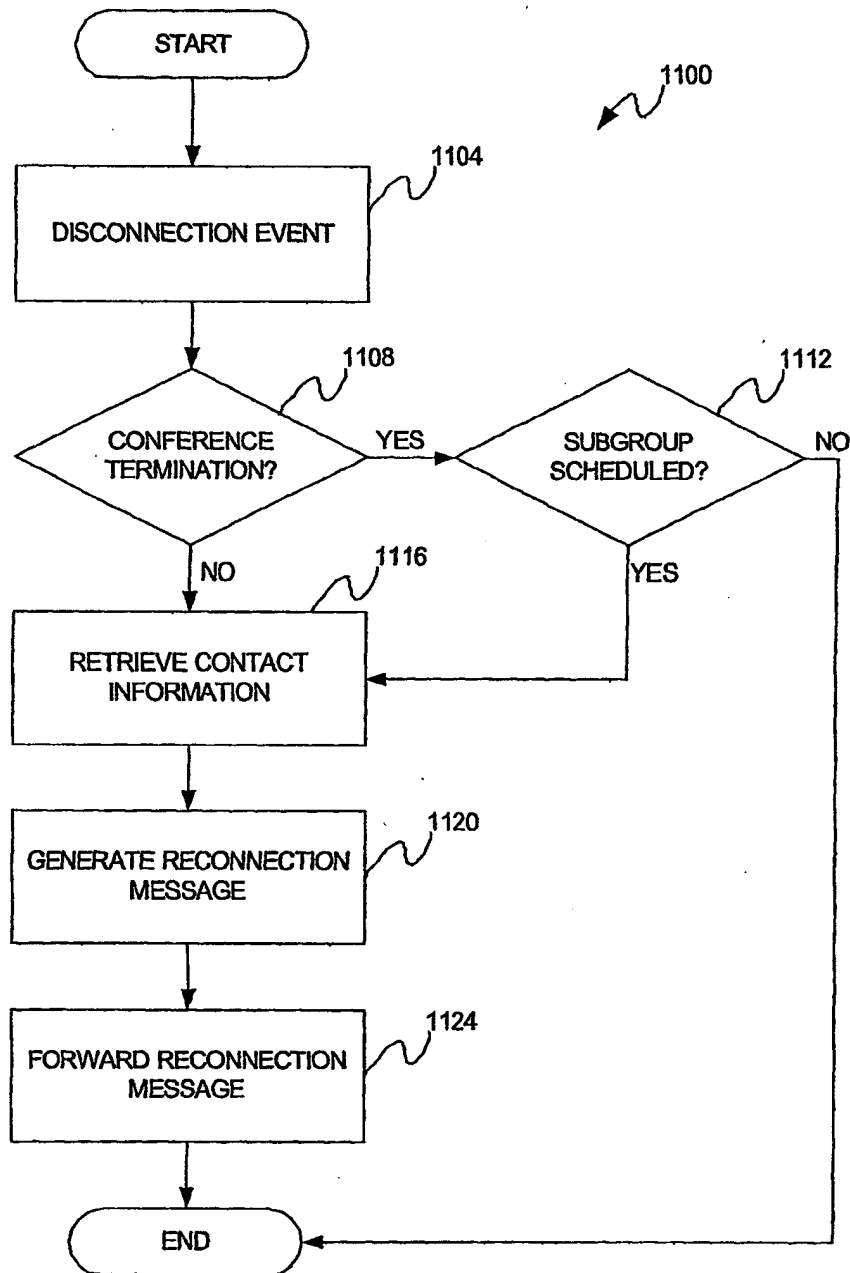 START
1100
1104
DISCONNECTION EVENT
1108
1112
CONFERENCE
TERMINATION?
YES
SUBGROUP
SCHEDULED?
NO
NO
1116
YES
RETRIEVE CONTACT
INFORMATION
1120
GENERATE RECONNECTION
MESSAGE
1124
FORWARD RECONNECTION
MESSAGE
END